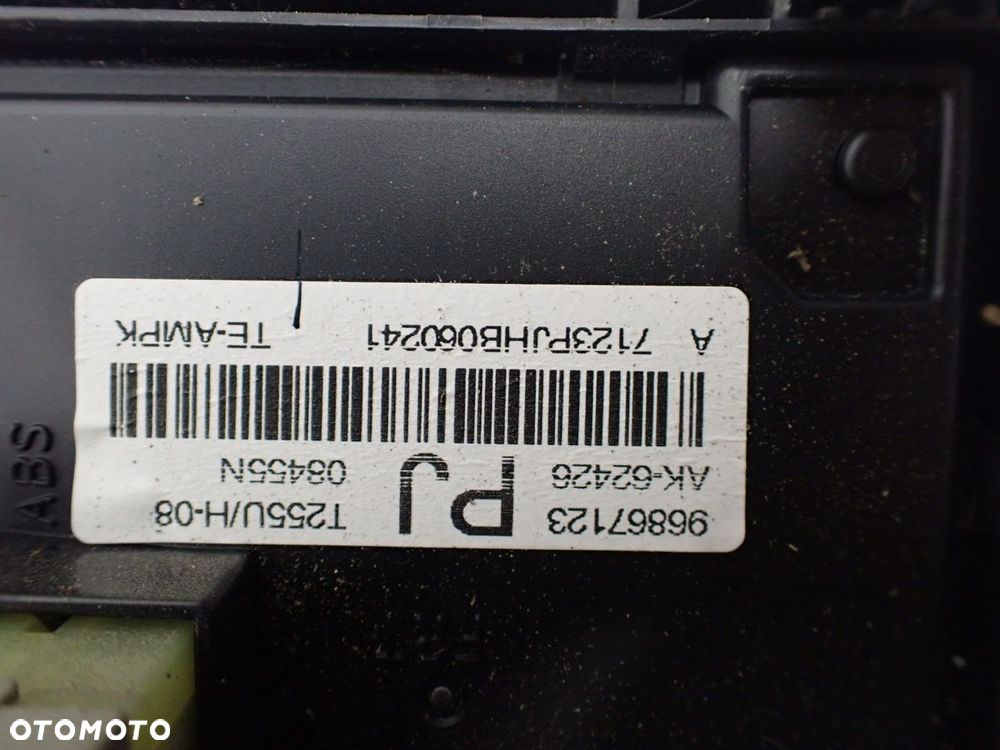 96867123 PJ T255U/H-08
AK-62426 08455N
A 7123PJHB060241 TE-AMPK
ABS
OTOMOTO